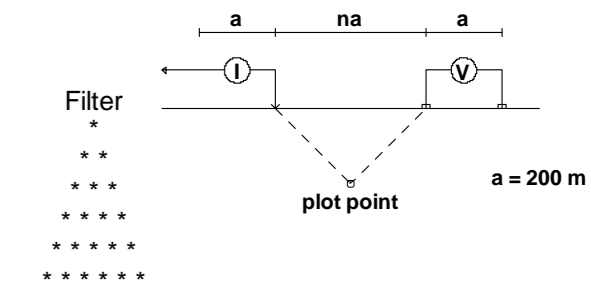 a na a
I V
Filter
*
* *
* * *
* * * *
* * * * *
* * * * * *
plot point
a = 200 m